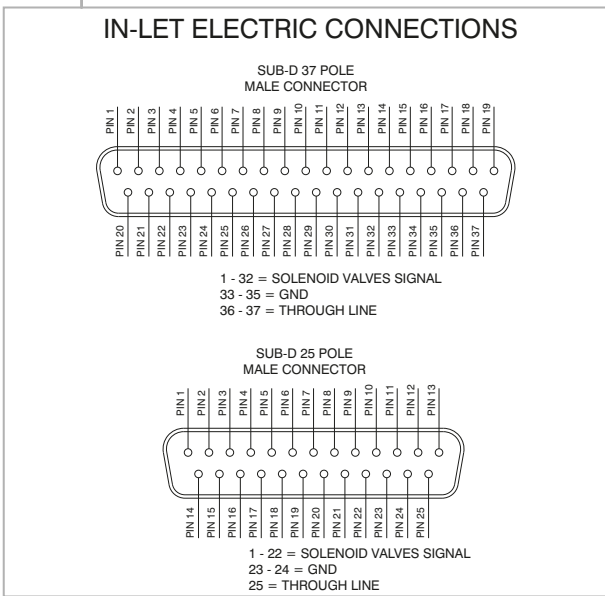 IN-LET ELECTRIC CONNECTIONS
SUB-D 37 POLE
MALE CONNECTOR
PIN 1 PIN 2 PIN 3 PIN 4 PIN 5 PIN 6 PIN 7 PIN 8 PIN 9 PIN 10 PIN 11 PIN 12 PIN 13 PIN 14 PIN 15 PIN 16 PIN 17 PIN 18 PIN 19
PIN 20 PIN 21 PIN 22 PIN 23 PIN 24 PIN 25 PIN 26 PIN 27 PIN 28 PIN 29 PIN 30 PIN 31 PIN 32 PIN 33 PIN 34 PIN 35 PIN 36 PIN 37
1 - 32 = SOLENOID VALVES SIGNAL
33 - 35 = GND
36 - 37 = THROUGH LINE
SUB-D 25 POLE
MALE CONNECTOR
PIN 1 PIN 2 PIN 3 PIN 4 PIN 5 PIN 6 PIN 7 PIN 8 PIN 9 PIN 10 PIN 11 PIN 12 PIN 13
PIN 14 PIN 15 PIN 16 PIN 17 PIN 18 PIN 19 PIN 20 PIN 21 PIN 22 PIN 23 PIN 24 PIN 25
1 - 22 = SOLENOID VALVES SIGNAL
23 - 24 = GND
25 = THROUGH LINE